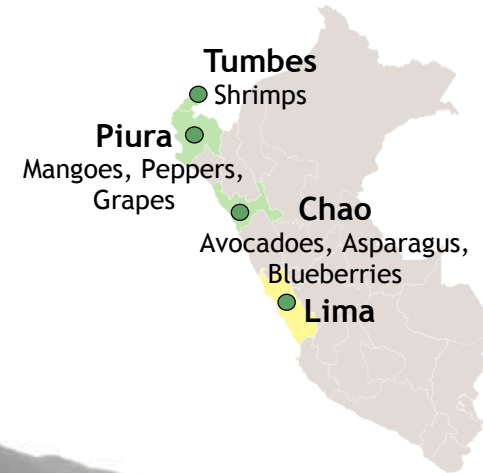 Tumbes
Shrimps
Piura
Mangoes, Peppers,
Grapes
Chao
Avocadoes, Asparagus,
Blueberries
Lima